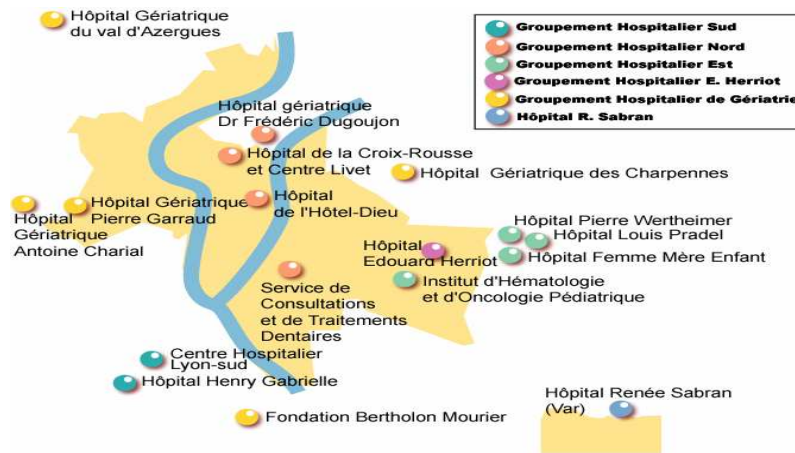 Hôpital Gériatrique
du val d'Azergues
Groupement Hospitalier Sud
Groupement Hospitalier Nord
Groupement Hospitalier Est
Groupement Hospitalier E. Herriot
Groupement Hospitalier de Gériatrie
Hôpital R. Sabran
Hôpital gériatrique
Dr Frédéric Dugoujon
Hôpital de la Croix-Rousse
et Centre Livet
Hôpital Gériatrique des Charpennes
Hôpital Gériatrique
Pierre Garraud
Hôpital
de l'Hôtel-Dieu
Hôpital
Gériatrique
Antoine Charial
Hôpital Pierre Wertheimer
Hôpital Louis Pradel
Hôpital Femme Mère Enfant
Hôpital
Edouard Herriot
Institut d'Hématologie
et d'Oncologie Pédiatrique
Service de
Consultations
et de Traitements
Dentaires
Centre Hospitalier
Lyon-sud
Hôpital Henry Gabrielle
Fondation Bertholon Mourier
Hôpital Renée Sabran
(Var)